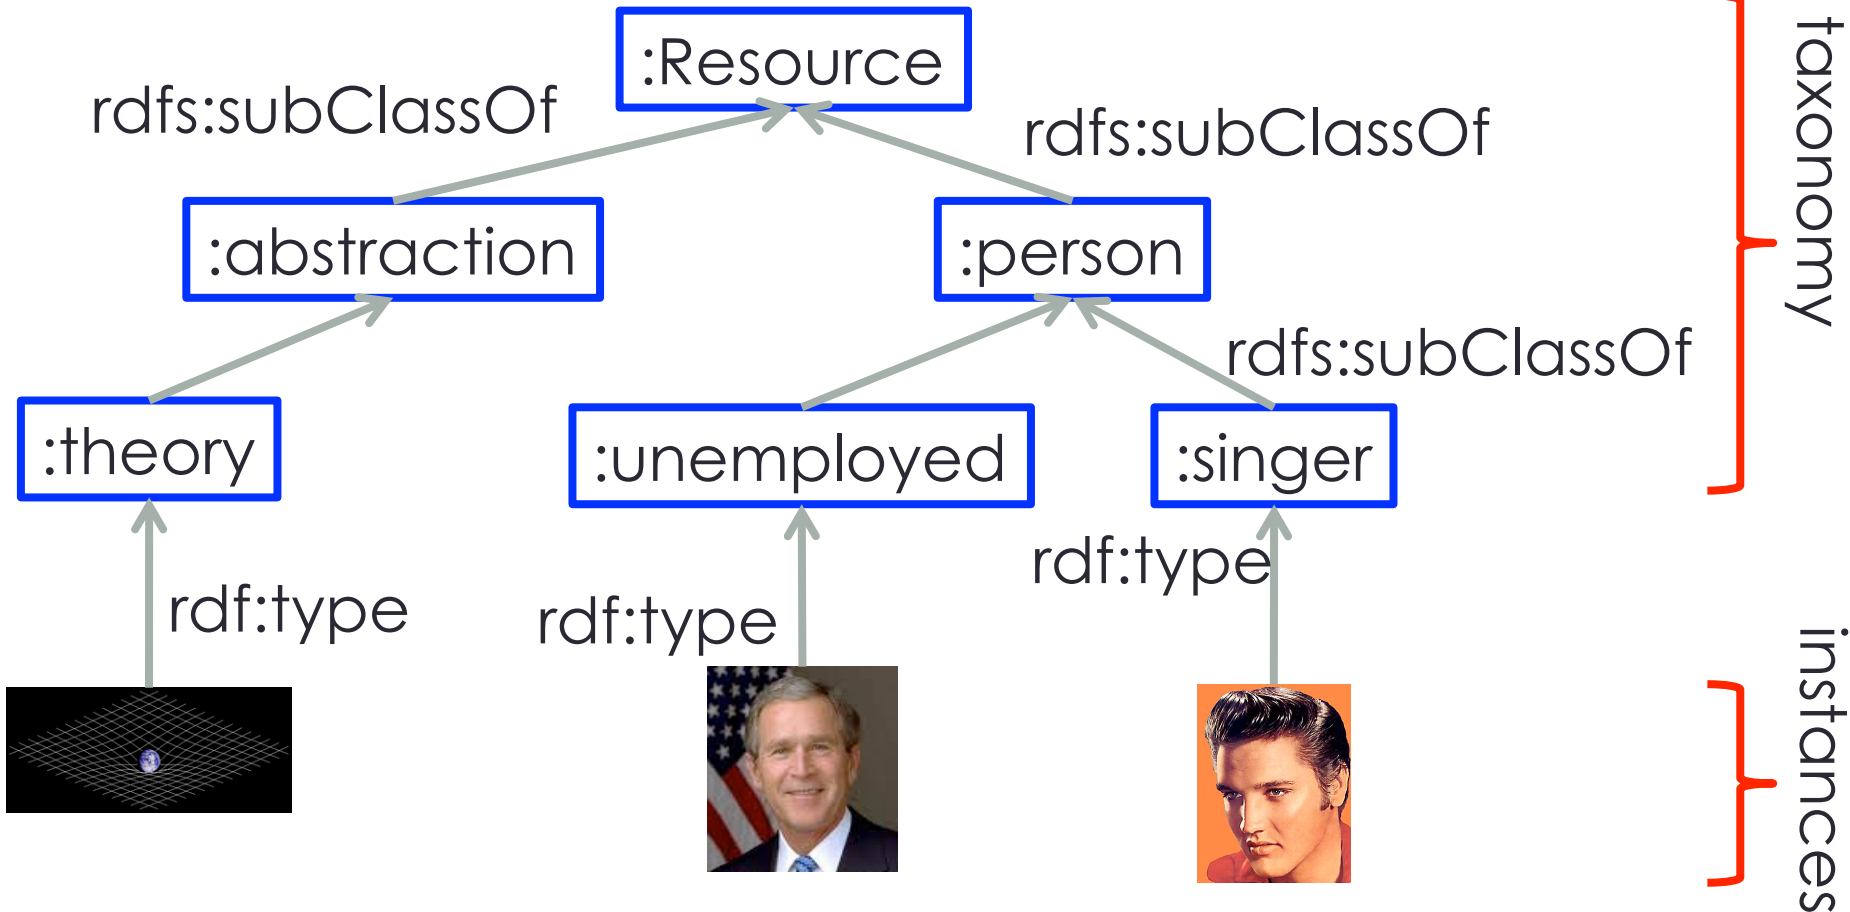 :Resource
rdfs:subClassOf
rdfs:subClassOf
taxonomy
:abstraction
:person
rdfs:subClassOf
:theory
:unemployed
:singer
rdf:type
rdf:type
rdf:type
instances